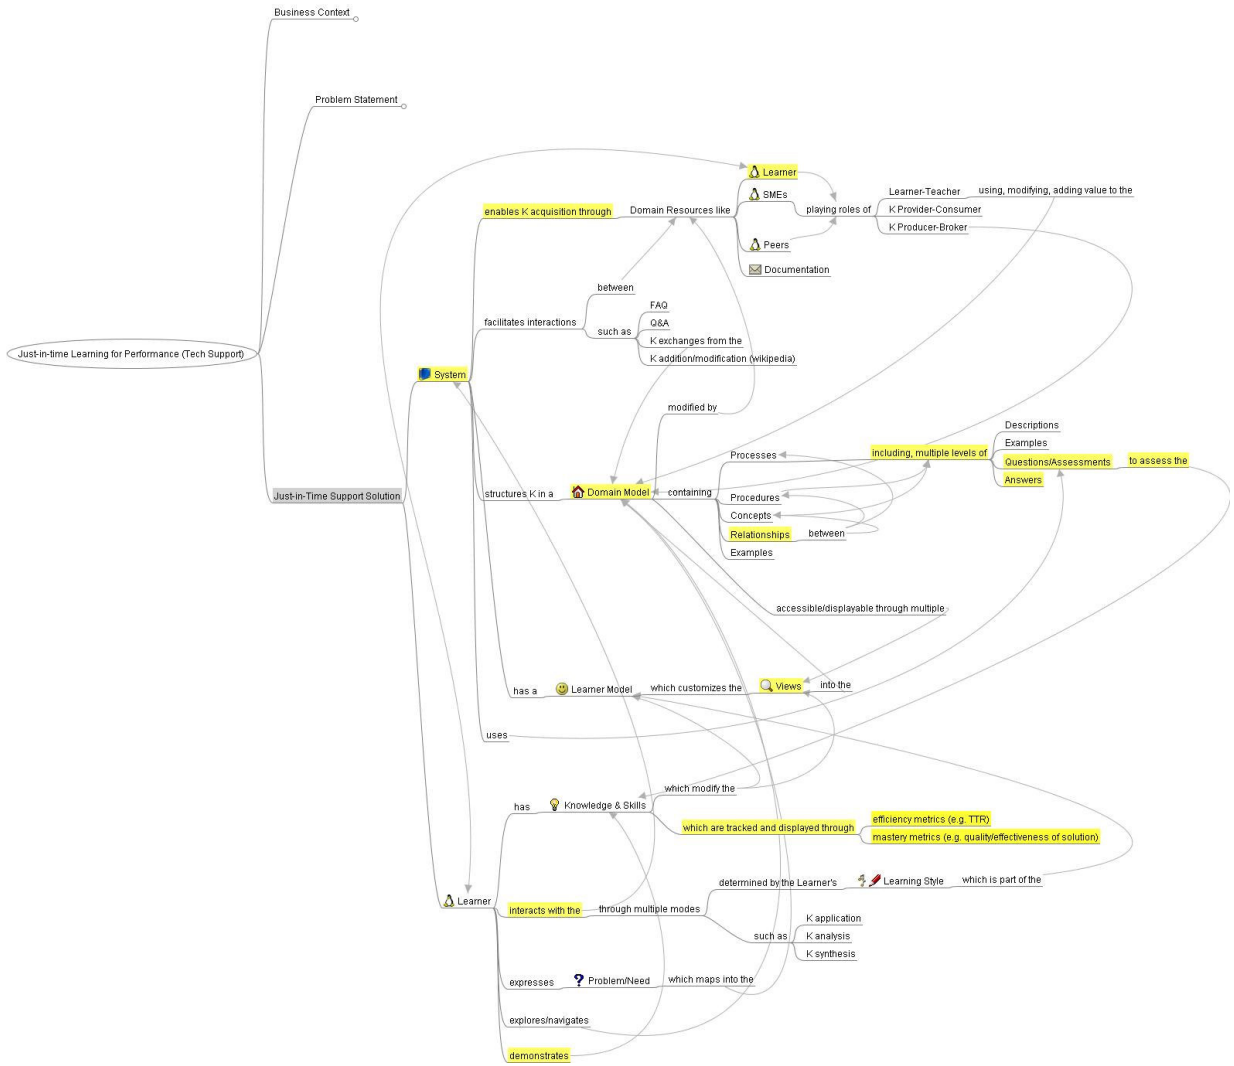 Business Context
Problem Statement
Just-in-time Learning for Performance (Tech Support)
Just-in-Time Support Solution
System
enables K acquisition through
Domain Resources like
Learner
SMEs
Peers
Documentation
playing roles of
Learner-Teacher
using, modifying, adding value to the
K Provider-Consumer
K Producer-Broker
facilitates interactions
between
such as
FAQ
Q&A
K exchanges from the
K addition/modification (wikipedia)
structures K in a
Domain Model
modified by
containing
Processes
including, multiple levels of
Descriptions
Examples
Questions/Assessments
to assess the
Answers
Procedures
Concepts
Relationships
between
Examples
accessible/displayable through multiple
has a
Learner Model
which customizes the
Views
into the
uses
Learner
has
Knowledge & Skills
which modify the
which are tracked and displayed through
efficiency metrics (e.g. TTR)
mastery metrics (e.g. quality/effectiveness of solution)
interacts with the
through multiple modes
determined by the Learner's
Learning Style
which is part of the
such as
K application
K analysis
K synthesis
expresses
Problem/Need
which maps into the
explores/navigates
demonstrates